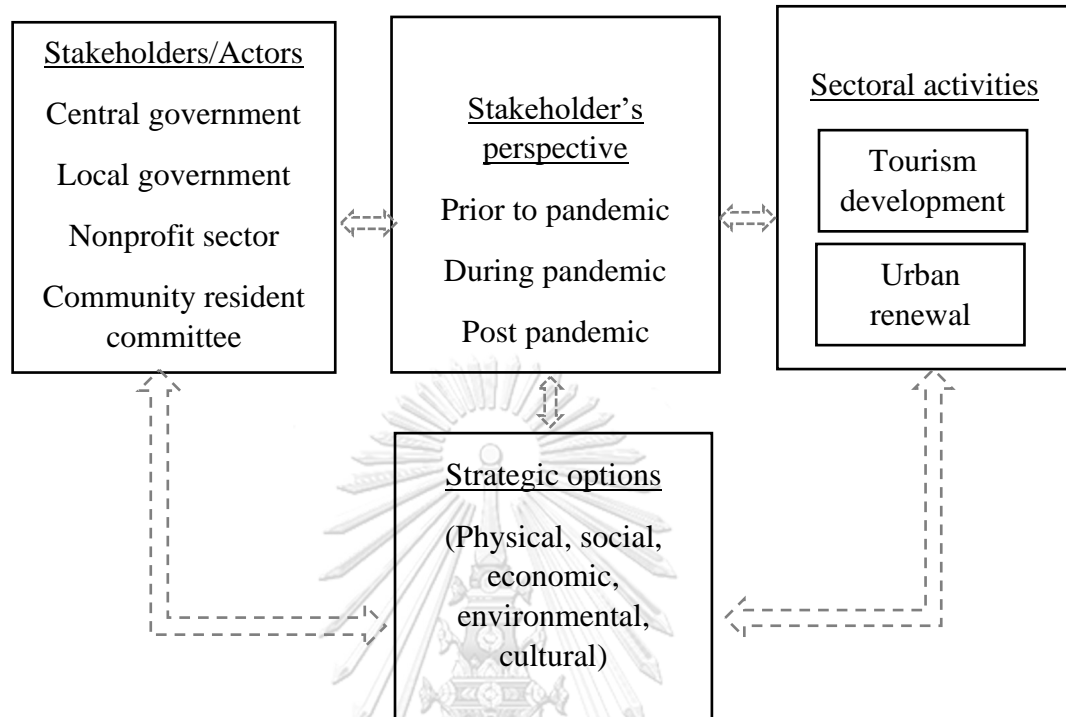 Stakeholders/Actors
Central government
Local government
Nonprofit sector
Community resident
committee
Stakeholder’s
perspective
Prior to pandemic
During pandemic
Post pandemic
Sectoral activities
Tourism
development
Urban
renewal
Strategic options
(Physical, social,
economic,
environmental,
cultural)